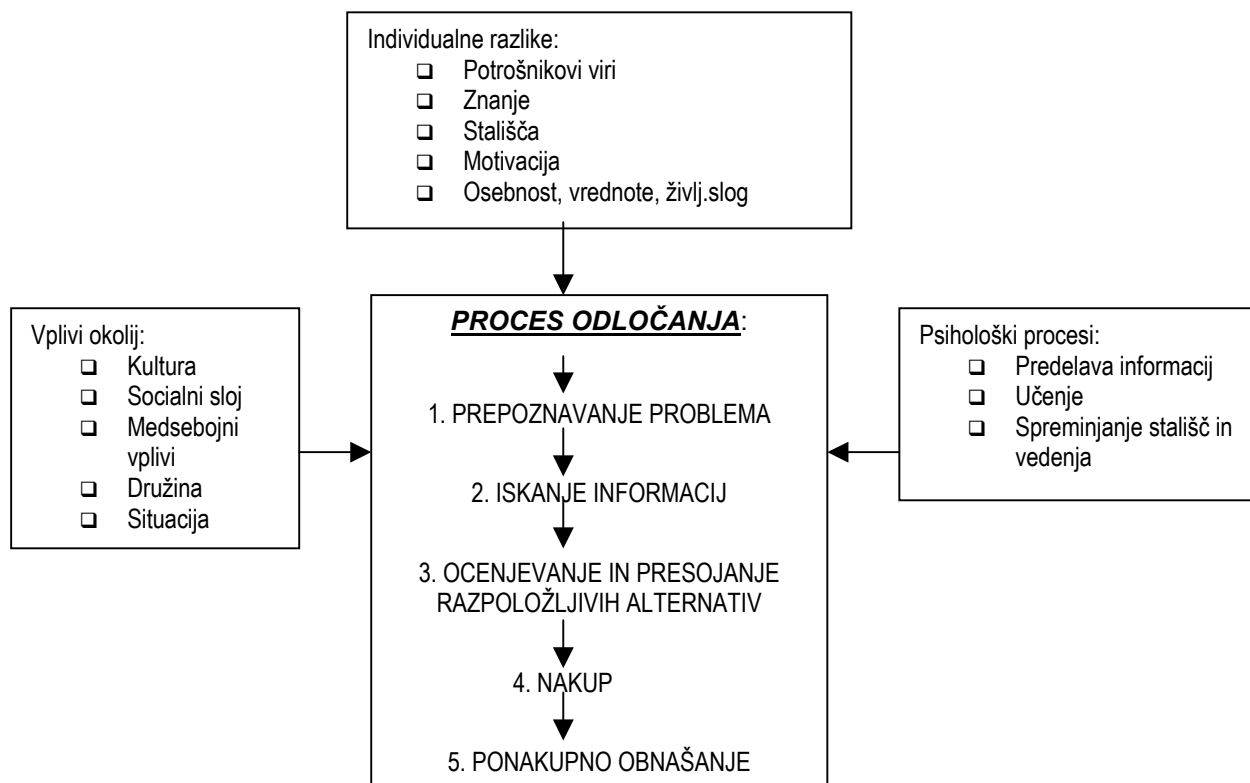 Individualne razlike:
❑ Potrošnikovi viri
❑ Znanje
❑ Stališča
❑ Motivacija
❑ Osebnost, vrednote, življ.slog
Vplivi okolij:
❑ Kultura
❑ Socialni sloj
❑ Medsebojni
vplivi
❑ Družina
❑ Situacija
PROCES ODLOČANJA:
1. PREPOZNAVANJE PROBLEMA
2. ISKANJE INFORMACIJ
3. OCENJEVANJE IN PRESOJANJE
RAZPOLOŽLJIVIH ALTERNATIV
4. NAKUP
5. PONAKUPNO OBNAŠANJE
Psihološki procesi:
❑ Predelava informacij
❑ Učenje
❑ Spreminjanje stališč in
vedenja